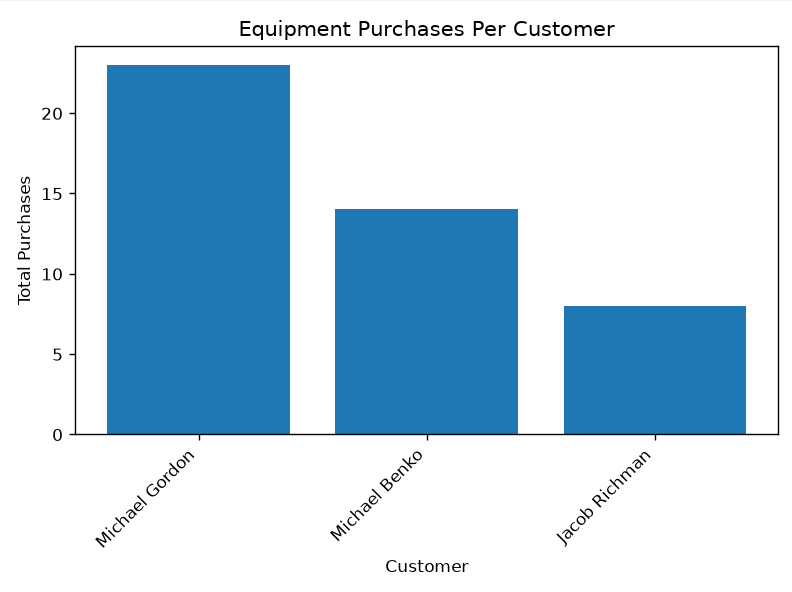 Equipment Purchases Per Customer
Total Purchases
20
15
10
5
0
Michael Gordon
Michael Benko
Jacob Richman
Customer